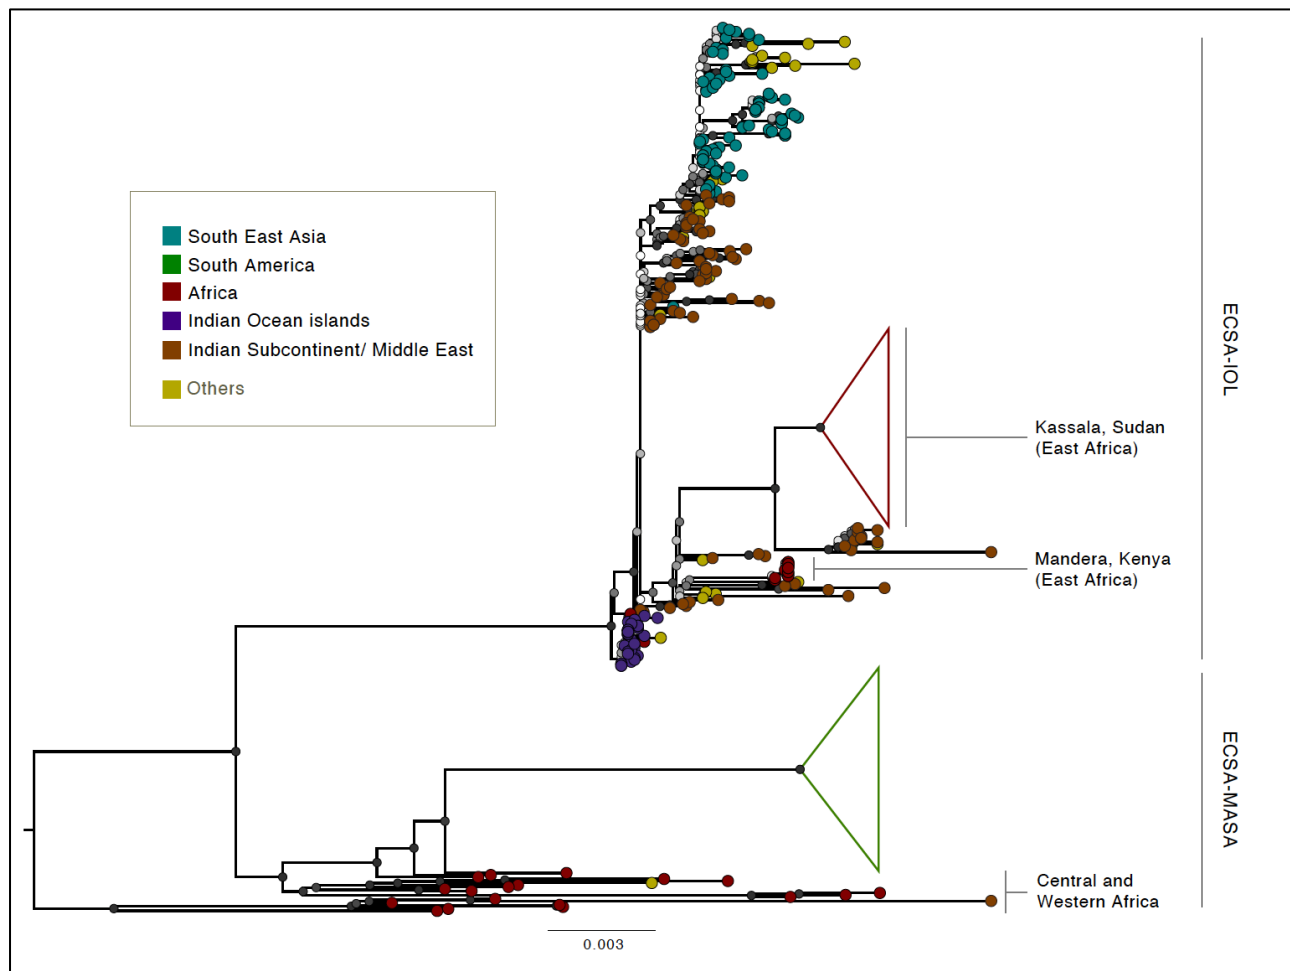 South East Asia
South America
Africa
Indian Ocean islands
Indian Subcontinent/ Middle East
Others
ECSA-IOL
Kassala, Sudan
(East Africa)
Mandera, Kenya
(East Africa)
ECSA-MASA
Central and
Western Africa
0.003